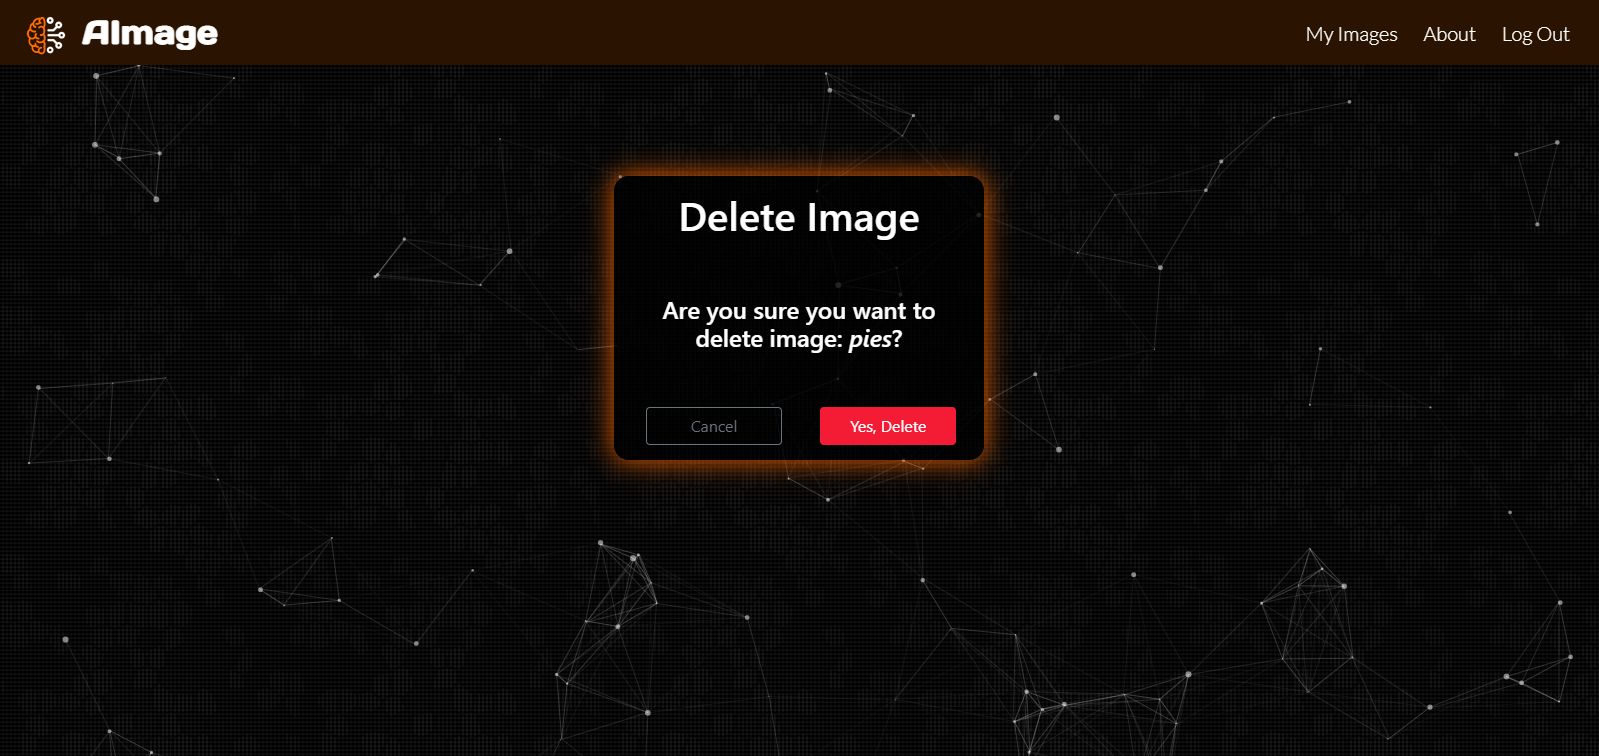 AImage
My Images
About
Log Out
Delete Image
Are you sure you want to
delete image: pies?
Cancel
Yes, Delete